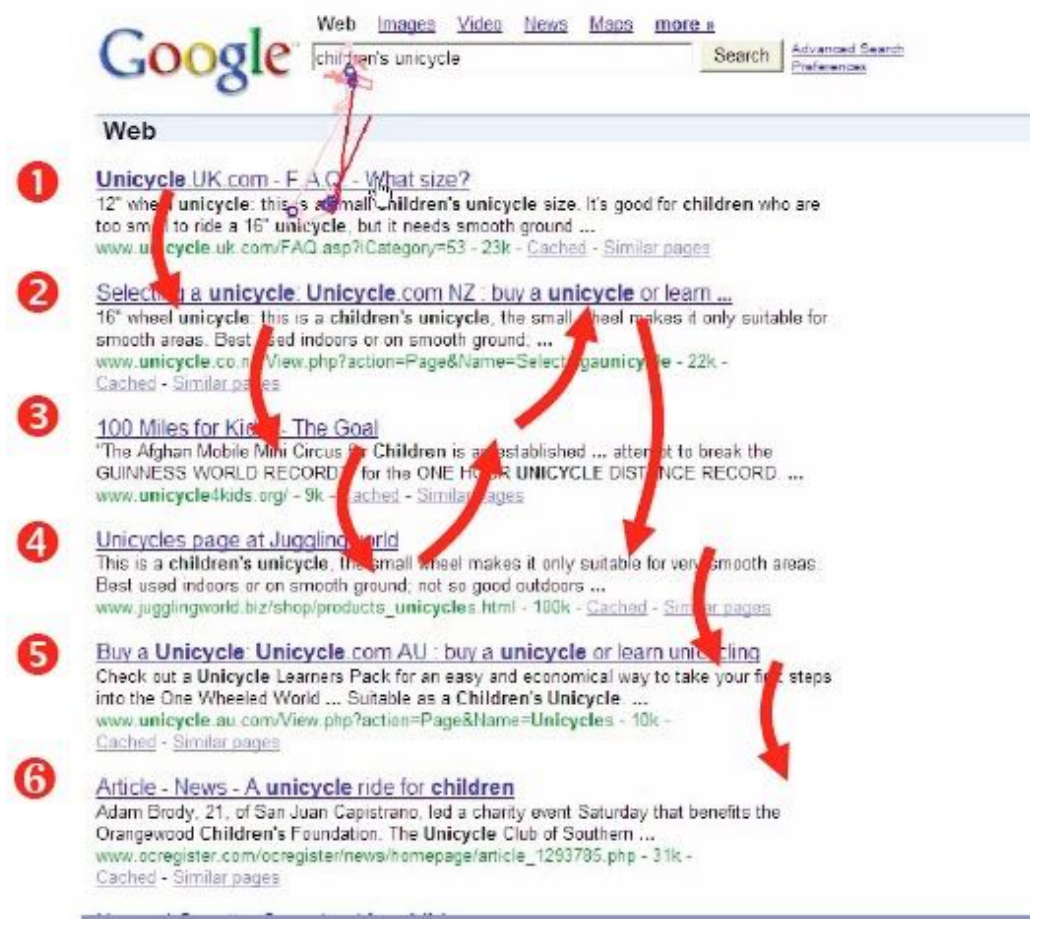 Web Images Video News Maps more »
Google children's unicycle Search Advanced Search
Preferences
Web
1 Unicycle.UK.com - F.A.Q. - What size?
12" wheel unicycle: this is a small Children's unicycle size. It's good for children who are
too small to ride a 16" unicycle, but it needs smooth ground ...
www.unicycle.uk.com/FAQ.asp?iCategory=53 - 23k - Cached - Similar pages
2 Selecting a unicycle: Unicycle.com NZ : buy a unicycle or learn ...
16" wheel unicycle: this is a children's unicycle, the small wheel makes it only suitable for
smooth areas. Best used indoors or on smooth ground; ...
www.unicycle.co.nz/View.php?action=Page&Name=Selectingaunicycle - 22k -
Cached - Similar pages
3 100 Miles for Kids - The Goal
"The Afghan Mobile Mini Circus for Children is an established ... attempt to break the
GUINNESS WORLD RECORD for the ONE HOUR UNICYCLE DISTANCE RECORD. ...
www.unicycle4kids.org/ - 9k - Cached - Similar pages
4 Unicycles page at Jugglingworld
This is a children's unicycle, the small wheel makes it only suitable for very smooth areas.
Best used indoors or on smooth ground; not so good outdoors ...
www.jugglingworld.biz/shop/products_unicycles.html - 100k - Cached - Similar pages
5 Buy a Unicycle: Unicycle.com AU : buy a unicycle or learn unicycling
Check out a Unicycle Learners Pack for an easy and economical way to take your first steps
into the One Wheeled World ... Suitable as a Children's Unicycle. ...
www.unicycle.au.com/View.php?action=Page&Name=Unicycles - 10k -
Cached - Similar pages
6 Article - News - A unicycle ride for children
Adam Brody, 21, of San Juan Capistrano, led a charity event Saturday that benefits the
Orangewood Children's Foundation. The Unicycle Club of Southern ...
www.ocregister.com/ocregister/news/homepage/article_1293785.php - 31k -
Cached - Similar pages